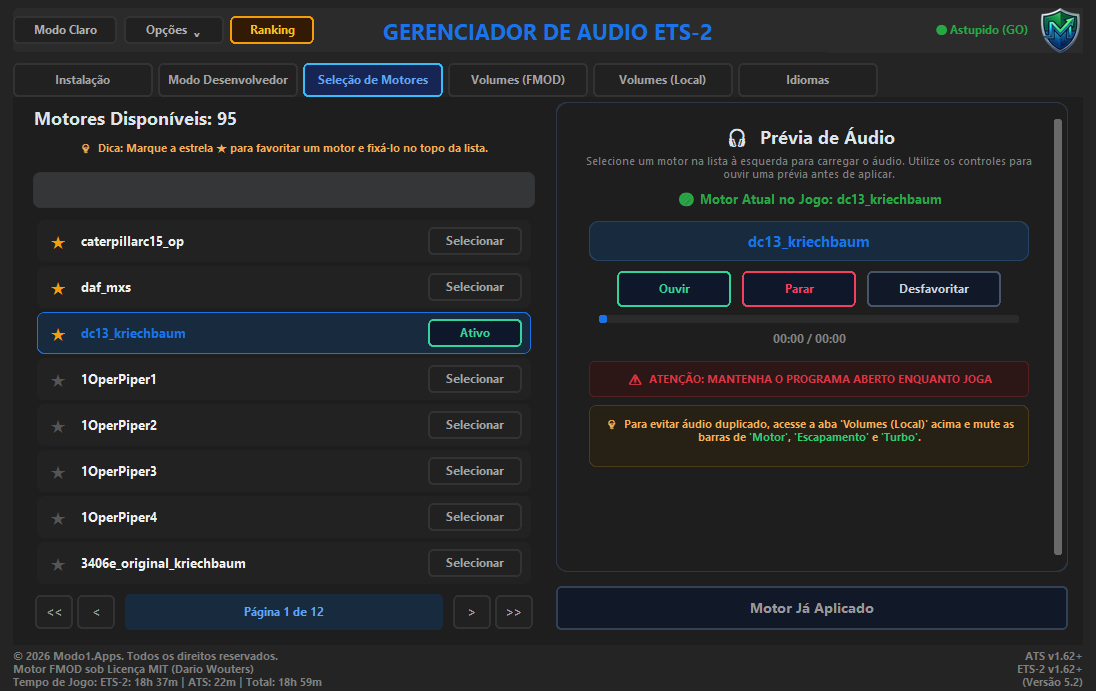 Modo Claro
Opções
Ranking
GERENCIADOR DE AUDIO ETS-2
Astupido (GO)
Instalação
Modo Desenvolvedor
Seleção de Motores
Volumes (FMOD)
Volumes (Local)
Idiomas
Motores Disponíveis: 95
Dica: Marque a estrela ★ para favoritar um motor e fixá-lo no topo da lista.
★ caterpillarc15_op Selecionar
★ daf_mxs Selecionar
★ dc13_kriechbaum Ativo
★ 1OperPiper1 Selecionar
★ 1OperPiper2 Selecionar
★ 1OperPiper3 Selecionar
★ 1OperPiper4 Selecionar
★ 3406e_original_kriechbaum Selecionar
<< < Página 1 de 12 > >>
Prévia de Áudio
Selecione um motor na lista à esquerda para carregar o áudio. Utilize os controles para
ouvir uma prévia antes de aplicar.
Motor Atual no Jogo: dc13_kriechbaum
dc13_kriechbaum
Ouvir
Parar
Desfavoritar
00:00 / 00:00
ATENÇÃO: MANTENHA O PROGRAMA ABERTO ENQUANTO JOGA
Para evitar áudio duplicado, acesse a aba 'Volumes (Local)' acima e mute as
barras de 'Motor', 'Escapamento' e 'Turbo'.
Motor Já Aplicado
© 2026 Modo1.Apps. Todos os direitos reservados.
Motor FMOD sob Licença MIT (Dario Wouters)
Tempo de Jogo: ETS-2: 18h 37m | ATS: 22m | Total: 18h 59m
ATS v1.62+
ETS-2 v1.62+
(Versão 5.2)